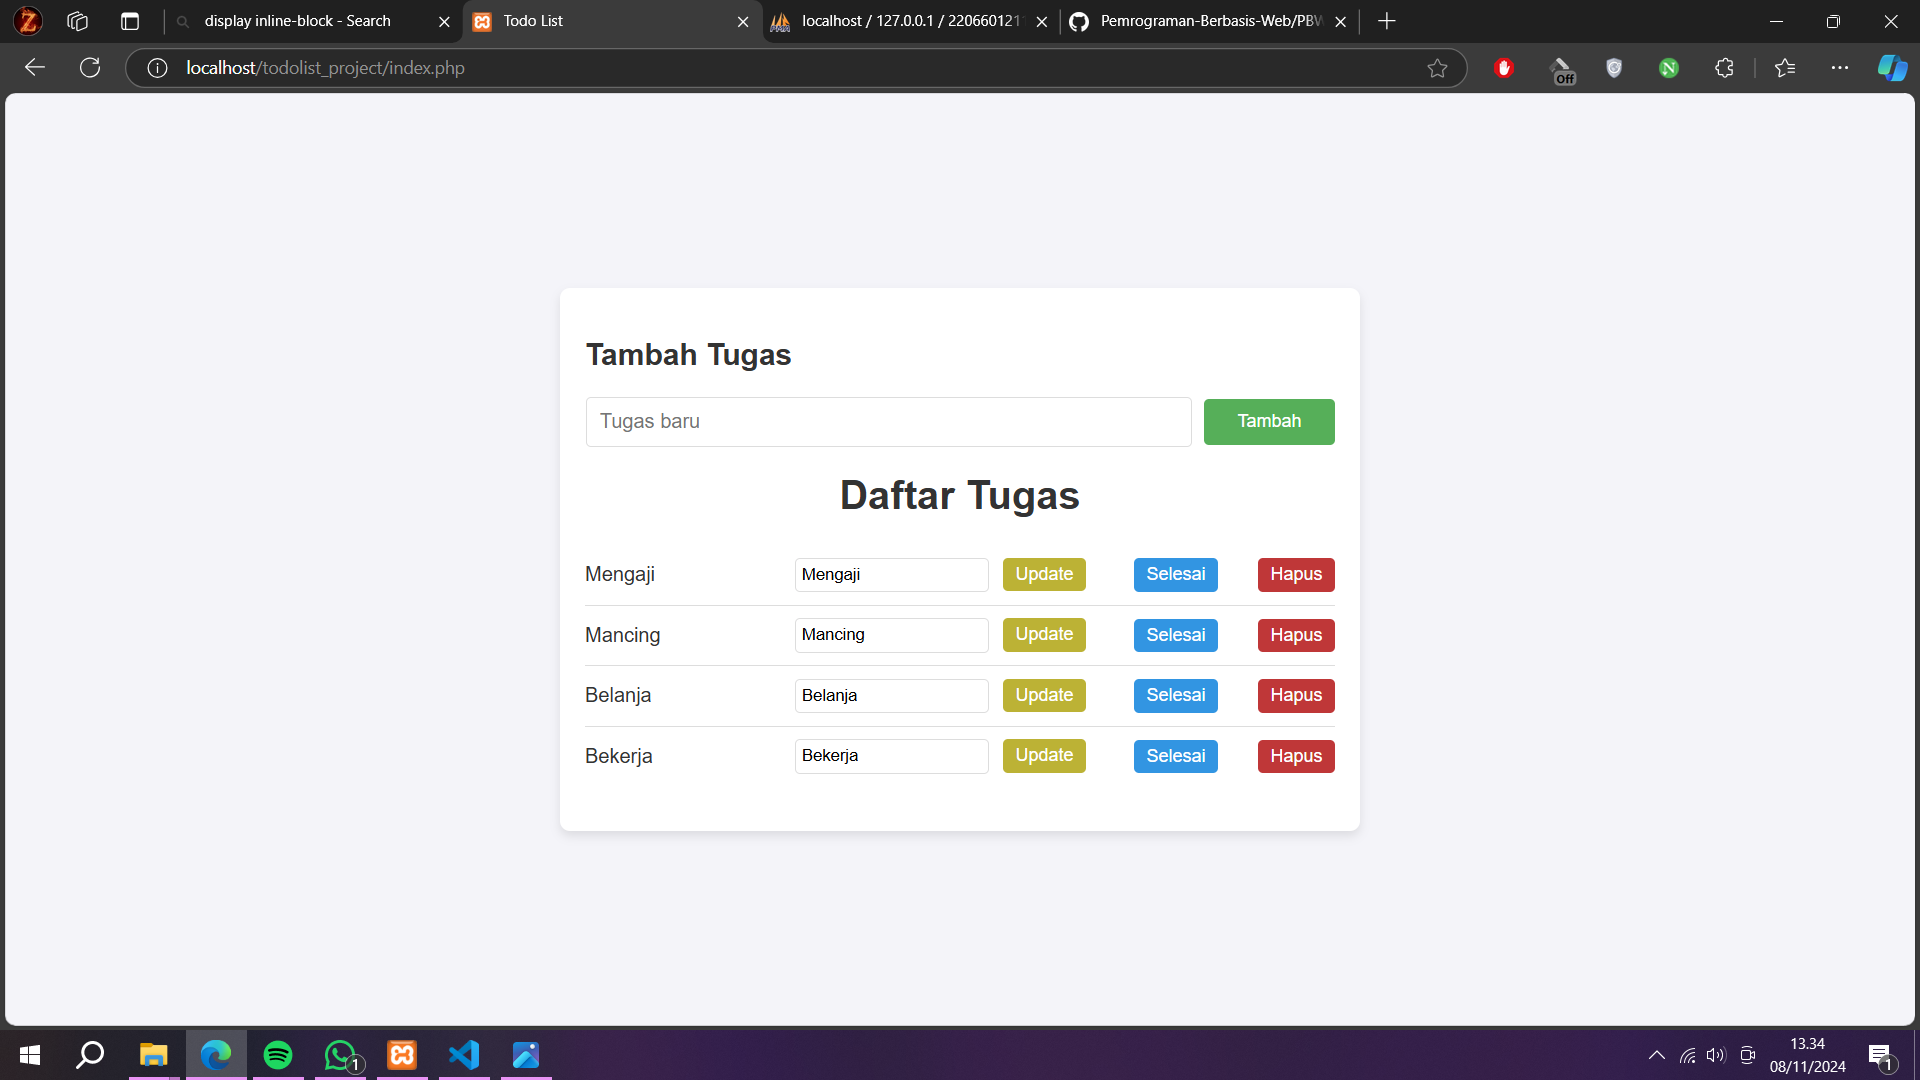 display inline-block - Search
Todo List
localhost / 127.0.0.1 / 220660121
Pemrograman-Berbasis-Web/PBW
localhost/todolist_project/index.php
Off
Tambah Tugas
Tugas baru
Tambah
Daftar Tugas
Mengaji Mengaji Update Selesai Hapus
Mancing Mancing Update Selesai Hapus
Belanja Belanja Update Selesai Hapus
Bekerja Bekerja Update Selesai Hapus
1
13.34
08/11/2024
1